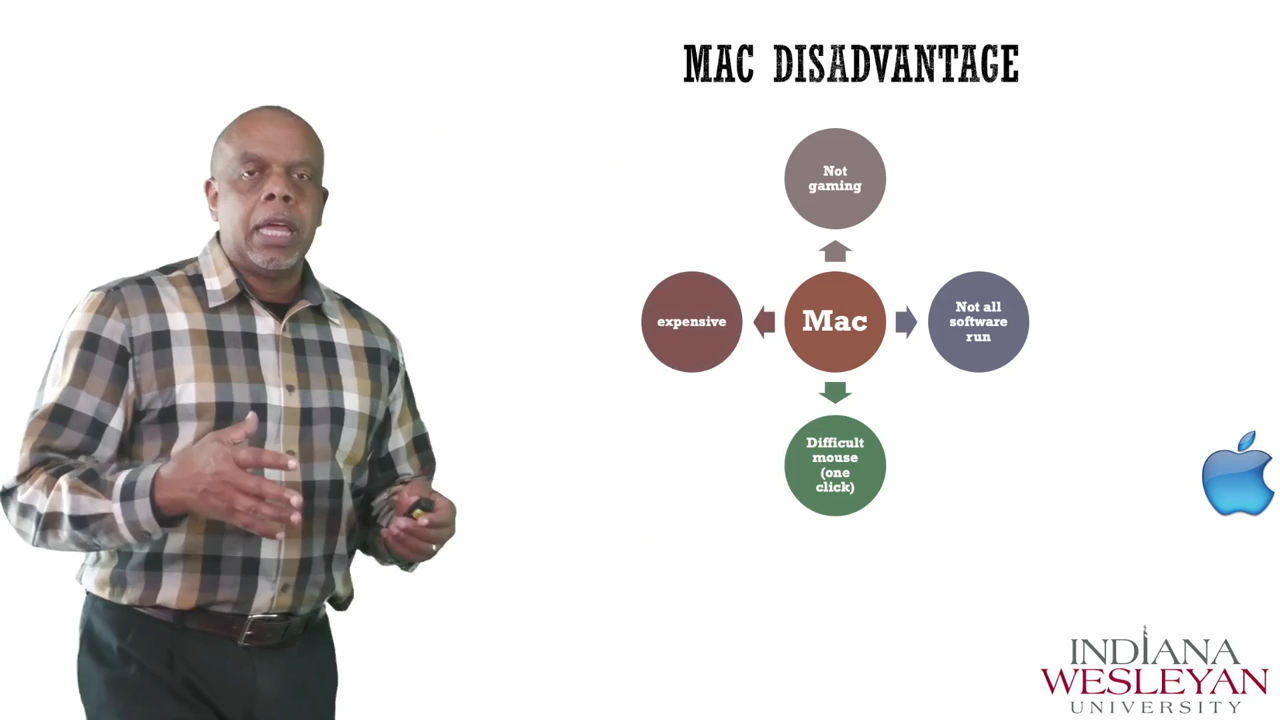 MAC DISADVANTAGE
Not
gaming
expensive
Mac
Not all
software
run
Difficult
mouse
(one
click)
INDIANA
WESLEYAN
UNIVERSITY